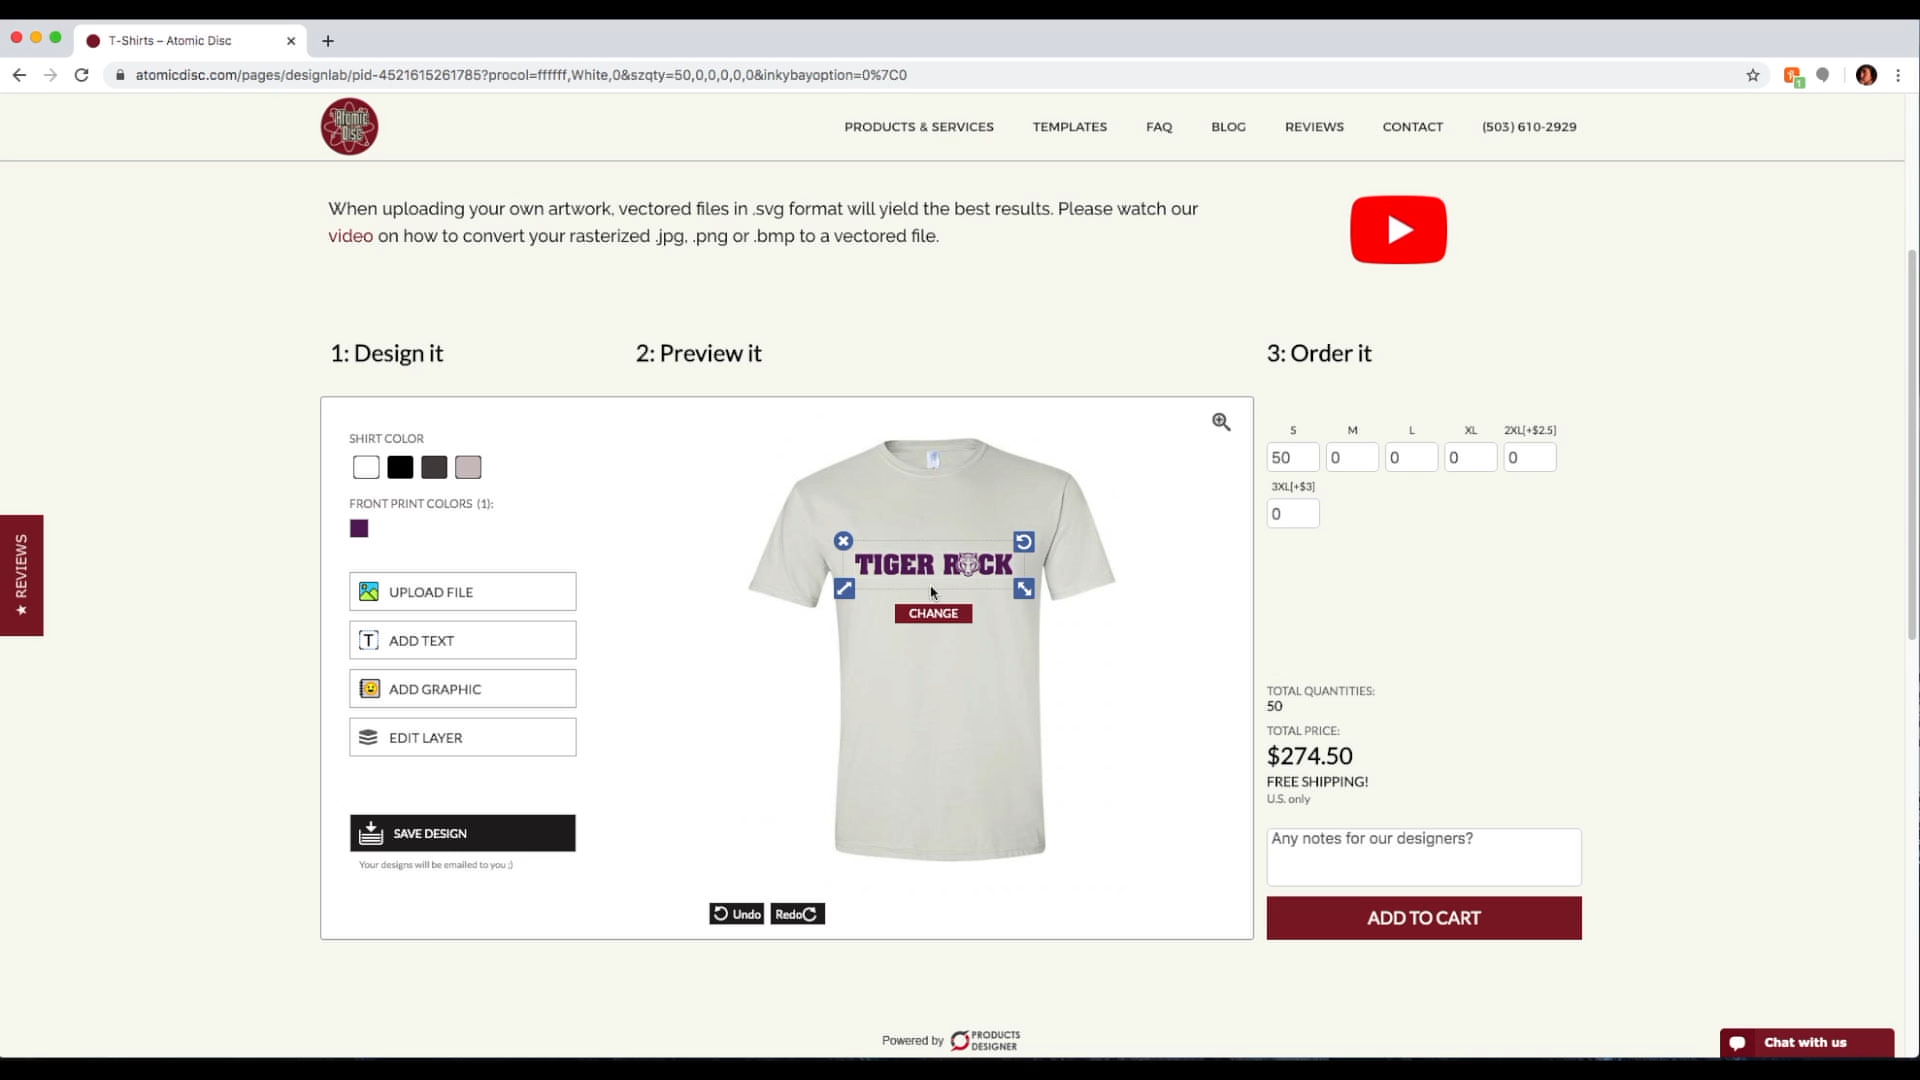 T-Shirts – Atomic Disc
atomicdisc.com/pages/designlab/pid-4521615261785?procol=ffffff,White,0&szqty=50,0,0,0,0,0&inkybayoption=0%7C0
1
Atomic
Disc
PRODUCTS & SERVICES
TEMPLATES
FAQ
BLOG
REVIEWS
CONTACT
(503) 610-2929
When uploading your own artwork, vectored files in .svg format will yield the best results. Please watch our
video on how to convert your rasterized .jpg, .png or .bmp to a vectored file.
1: Design it
2: Preview it
3: Order it
SHIRT COLOR
FRONT PRINT COLORS (1):
UPLOAD FILE
T ADD TEXT
ADD GRAPHIC
EDIT LAYER
SAVE DESIGN
Your designs will be emailed to you ;)
TIGER ROCK
CHANGE
Undo
Redo
S M L XL 2XL[+$2.5]
50 0 0 0 0
3XL[+$3]
0
TOTAL QUANTITIES:
50
TOTAL PRICE:
$274.50
FREE SHIPPING!
U.S. only
Any notes for our designers?
ADD TO CART
★ REVIEWS
Powered by PRODUCTS
DESIGNER
Chat with us